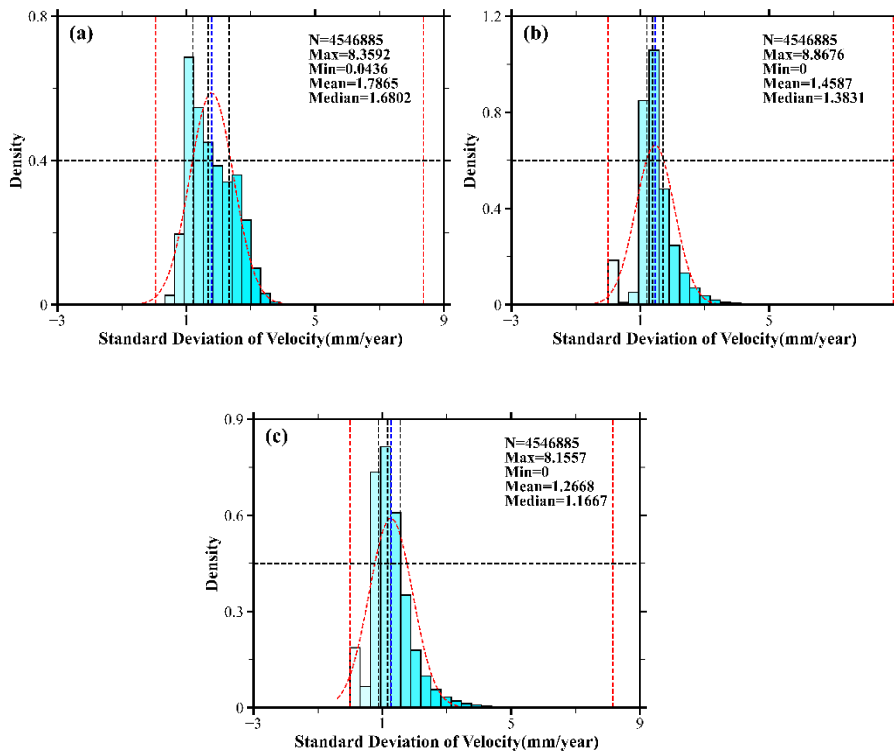 (a)
N=4546885
Max=8.3592
Min=0.0436
Mean=1.7865
Median=1.6802
0.8
0.4
0
Density
−3
1
5
9
Standard Deviation of Velocity(mm/year)
(b)
N=4546885
Max=8.8676
Min=0
Mean=1.4587
Median=1.3831
1.2
0.8
0.4
0
Density
−3
1
5
Standard Deviation of Velocity(mm/year)
(c)
N=4546885
Max=8.1557
Min=0
Mean=1.2668
Median=1.1667
0.9
0.6
0.3
0
Density
−3
1
5
9
Standard Deviation of Velocity(mm/year)